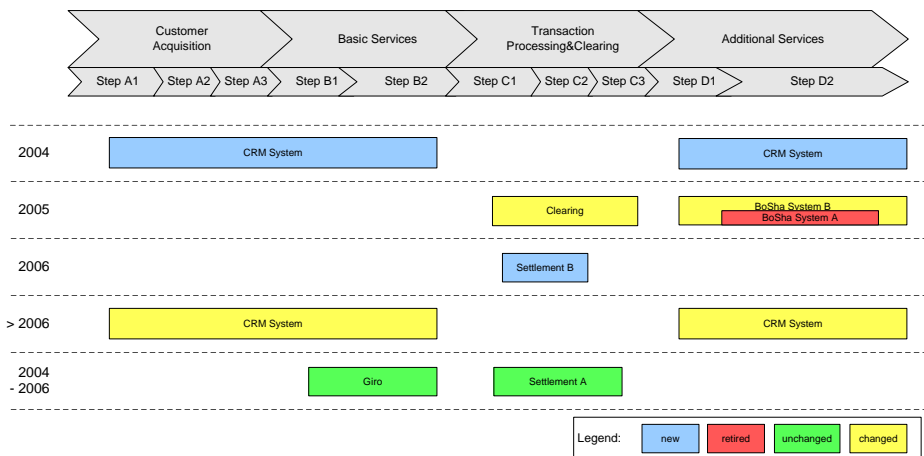 Customer
Acquisition
Basic Services
Transaction
Processing&Clearing
Additional Services
Step A1
Step A2
Step A3
Step B1
Step B2
Step C1
Step C2
Step C3
Step D1
Step D2
2004
CRM System
CRM System
2005
Clearing
BoSha System B
BoSha System A
2006
Settlement B
> 2006
CRM System
CRM System
2004
- 2006
Giro
Settlement A
Legend:
new
retired
unchanged
changed